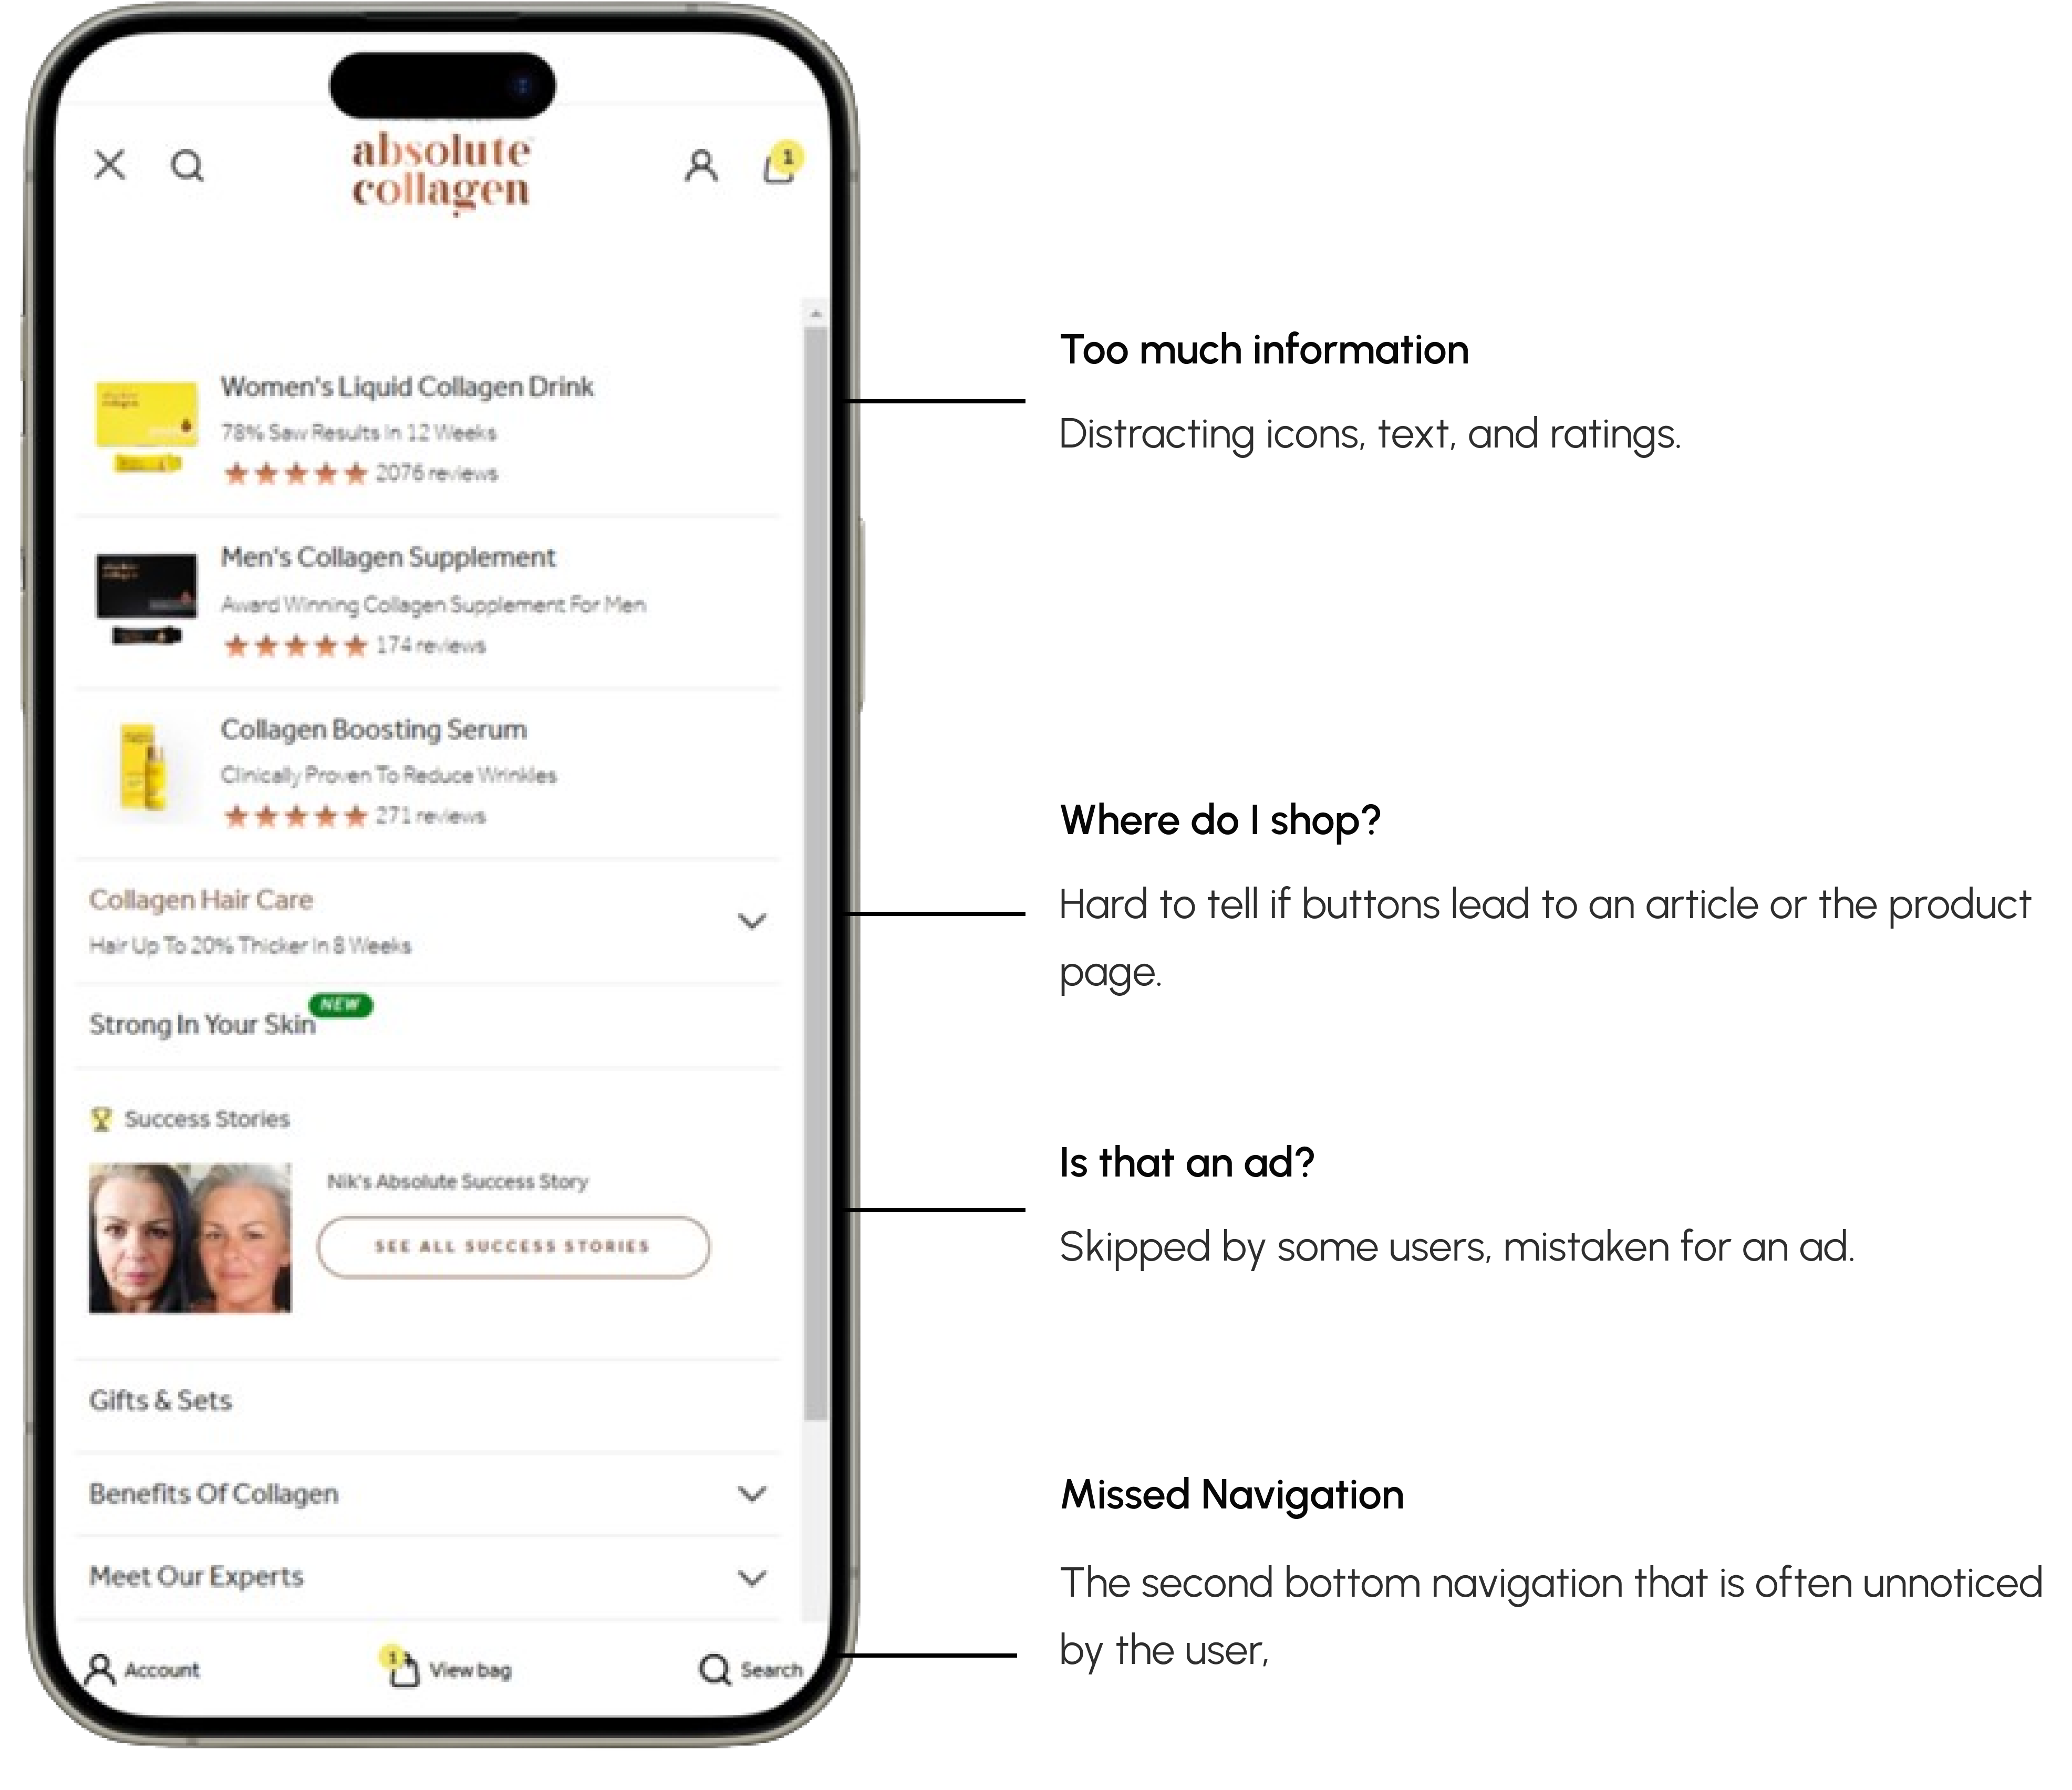 absolute
collagen
1
Women's Liquid Collagen Drink
78% Saw Results In 12 Weeks
2076 reviews
Men's Collagen Supplement
Award Winning Collagen Supplement For Men
174 reviews
Collagen Boosting Serum
Clinically Proven To Reduce Wrinkles
271 reviews
Collagen Hair Care
Hair Up To 20% Thicker In 8 Weeks
NEW
Strong In Your Skin
Success Stories
Nik's Absolute Success Story
SEE ALL SUCCESS STORIES
Gifts & Sets
Benefits Of Collagen
Meet Our Experts
Account
1
View bag
Search
Too much information
Distracting icons, text, and ratings.
Where do I shop?
Hard to tell if buttons lead to an article or the product
page.
Is that an ad?
Skipped by some users, mistaken for an ad.
Missed Navigation
The second bottom navigation that is often unnoticed
by the user,